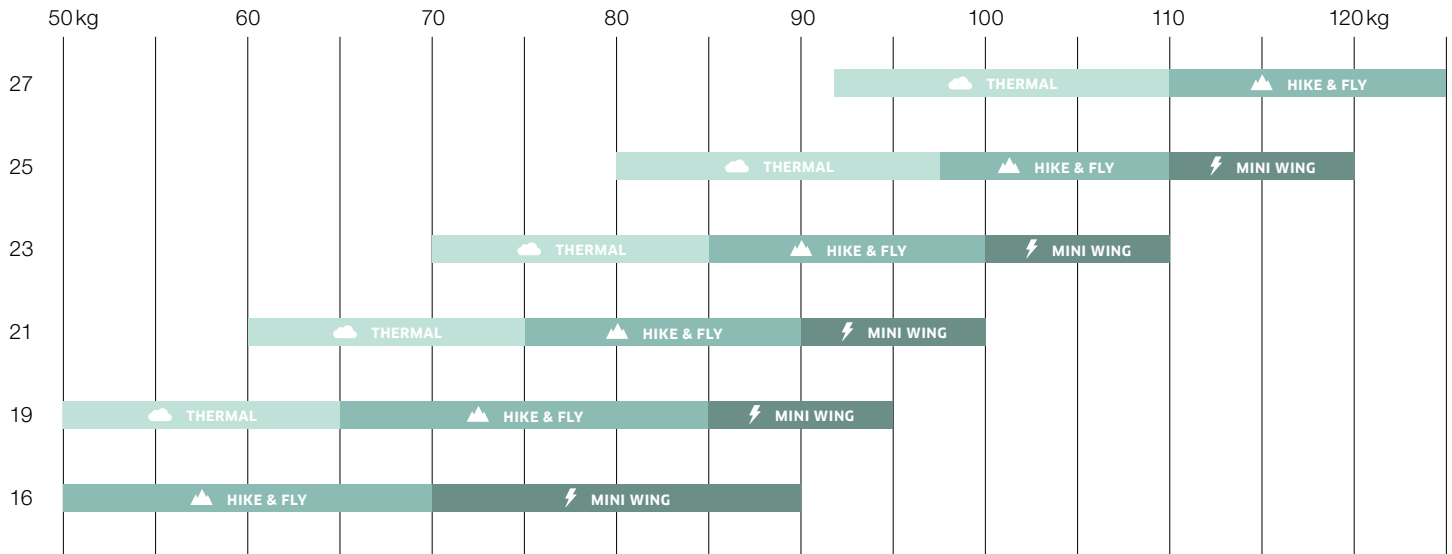 50 kg 60 70 80 90 100 110 120 kg
27 THERMAL HIKE & FLY
25 THERMAL HIKE & FLY MINI WING
23 THERMAL HIKE & FLY MINI WING
21 THERMAL HIKE & FLY MINI WING
19 THERMAL HIKE & FLY MINI WING
16 HIKE & FLY MINI WING